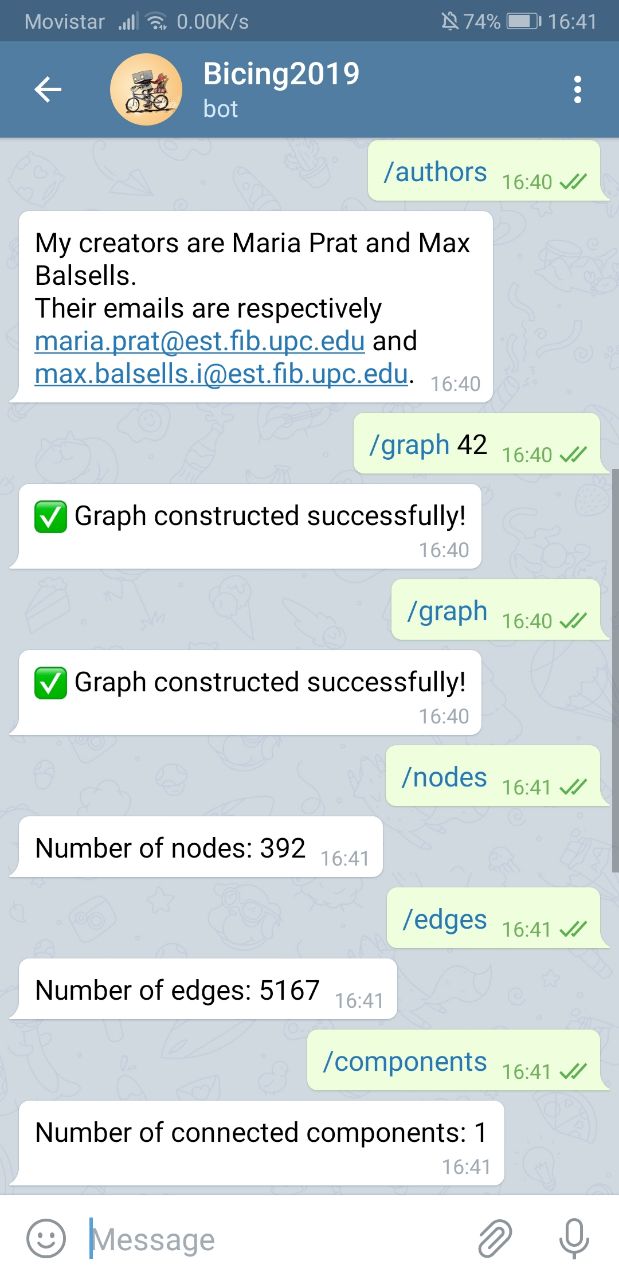 Movistar 0.00K/s 74% 16:41
Bicing2019
bot
/authors 16:40
My creators are Maria Prat and Max
Balsells.
Their emails are respectively
maria.prat@est.fib.upc.edu and
max.balsells.i@est.fib.upc.edu. 16:40
/graph 42 16:40
✅ Graph constructed successfully!
16:40
/graph 16:40
✅ Graph constructed successfully!
16:40
/nodes 16:41
Number of nodes: 392 16:41
/edges 16:41
Number of edges: 5167 16:41
/components 16:41
Number of connected components: 1
16:41
Message